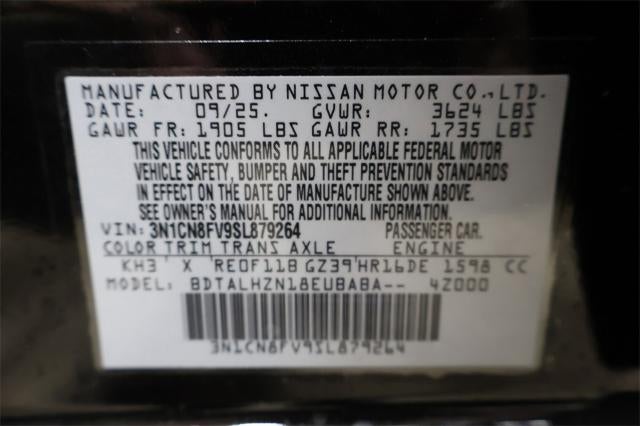 MANUFACTURED BY NISSAN MOTOR CO.,LTD.
DATE: 09/25. GVWR: 3624 LBS
GAWR FR: 1905 LBS GAWR RR: 1735 LBS
THIS VEHICLE CONFORMS TO ALL APPLICABLE FEDERAL MOTOR
VEHICLE SAFETY, BUMPER AND THEFT PREVENTION STANDARDS
IN EFFECT ON THE DATE OF MANUFACTURE SHOWN ABOVE.
SEE OWNER'S MANUAL FOR ADDITIONAL INFORMATION.
VIN: 3N1CN8FV9SL879264 PASSENGER CAR.
COLOR TRIM TRANS AXLE ENGINE
KH3 X RE0F11B GZ39 HR16DE 1598 CC
MODEL: BDTALHZN18EUBABA-- 4Z000
3N1CN8FV9SL879264